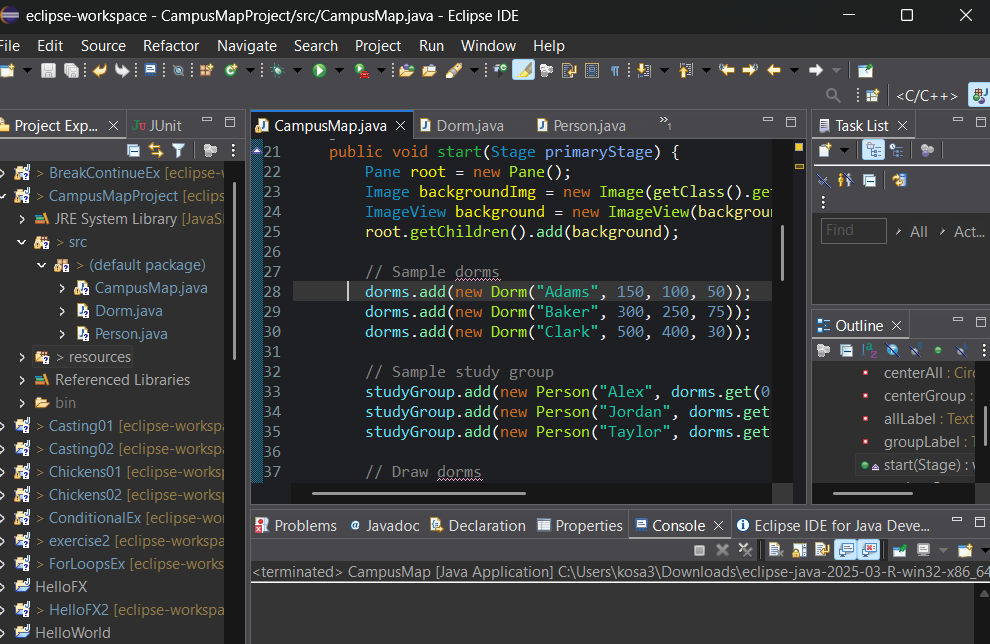 eclipse-workspace - CampusMapProject/src/CampusMap.java - Eclipse IDE
File Edit Source Refactor Navigate Search Project Run Window Help
<C/C++>
Project Exp...
JUnit
> BreakContinueEx [eclipse-v
> CampusMapProject [eclips
JRE System Library [JavaS
> src
> (default package)
CampusMap.java
Dorm.java
Person.java
> resources
Referenced Libraries
bin
> Casting01 [eclipse-workspa
> Casting02 [eclipse-workspa
> Chickens01 [eclipse-works
> Chickens02 [eclipse-works
> ConditionalEx [eclipse-wo
> exercise2 [eclipse-workspa
> ForLoopsEx [eclipse-works
HelloFX
> HelloFX2 [eclipse-workspa
HelloWorld
CampusMap.java
Dorm.java
Person.java
»1
21 public void start(Stage primaryStage) {
22 Pane root = new Pane();
23 Image backgroundImg = new Image(getClass().ge
24 ImageView background = new ImageView(backgrou
25 root.getChildren().add(background);
26
27 // Sample dorms
28 dorms.add(new Dorm("Adams", 150, 100, 50));
29 dorms.add(new Dorm("Baker", 300, 250, 75));
30 dorms.add(new Dorm("Clark", 500, 400, 30));
31
32 // Sample study group
33 studyGroup.add(new Person("Alex", dorms.get(0
34 studyGroup.add(new Person("Jordan", dorms.get
35 studyGroup.add(new Person("Taylor", dorms.get
36
37 // Draw dorms
Task List
Find
All
Act...
Outline
centerAll : Circ
centerGroup :
allLabel : Text
groupLabel : T
start(Stage) : v
Problems
Javadoc
Declaration
Properties
Console
Eclipse IDE for Java Deve...
<terminated> CampusMap [Java Application] C:\Users\kosa3\Downloads\eclipse-java-2025-03-R-win32-x86_64